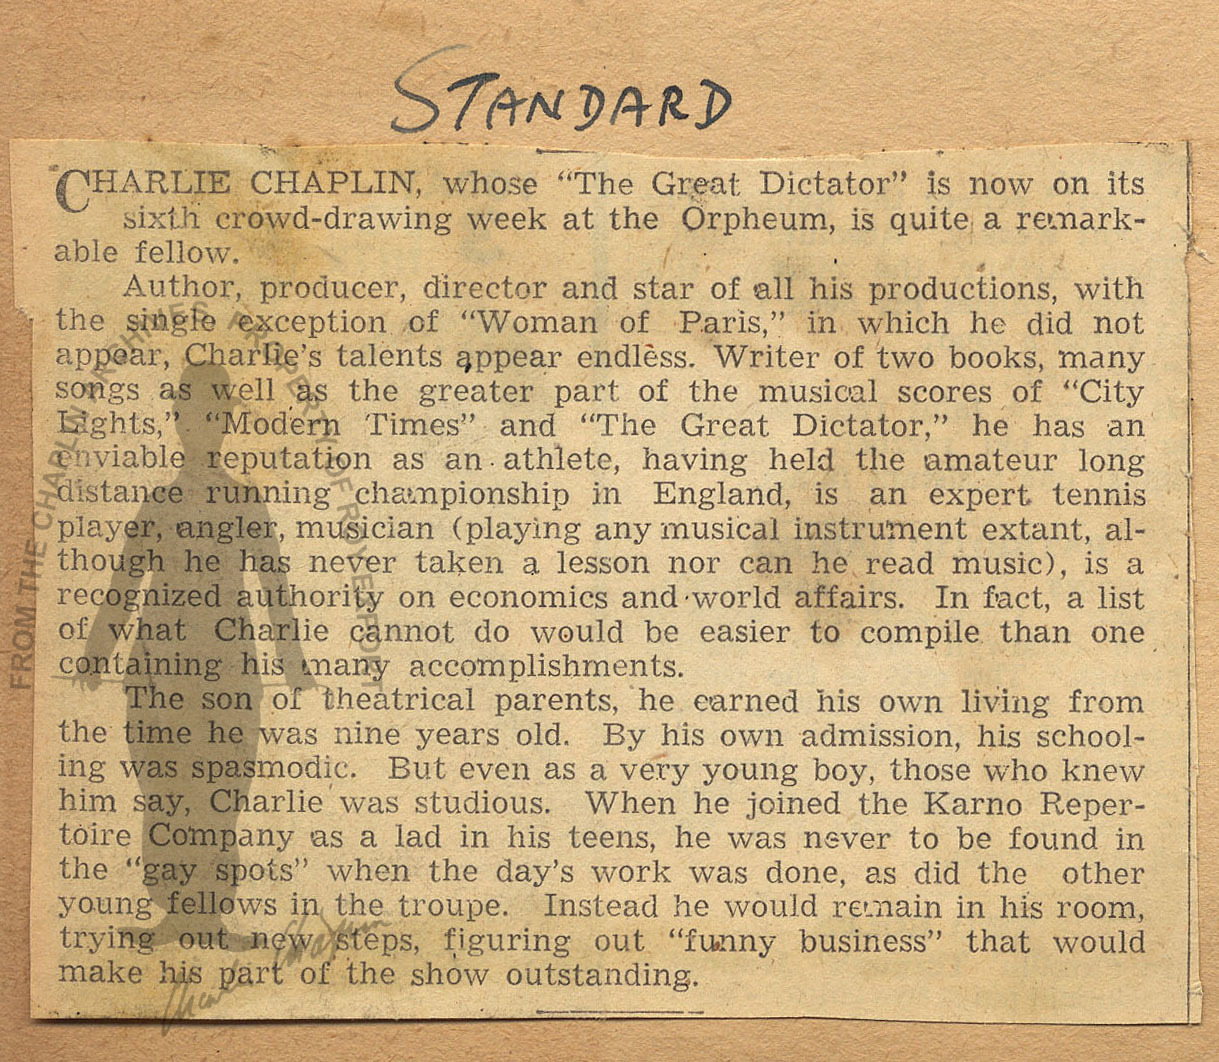 STANDARD
CHARLIE CHAPLIN, whose “The Great Dictator” is now on its
sixth crowd-drawing week at the Orpheum, is quite a remark-
able fellow.
Author, producer, director and star of all his productions, with
the single exception of “Woman of Paris,” in which he did not
appear, Charlie’s talents appear endless. Writer of two books, many
songs as well as the greater part of the musical scores of “City
Lights,” “Modern Times” and “The Great Dictator,” he has an
enviable reputation as an athlete, having held the amateur long
distance running championship in England, is an expert tennis
player, angler, musician (playing any musical instrument extant, al-
though he has never taken a lesson nor can he read music), is a
recognized authority on economics and world affairs. In fact, a list
of what Charlie cannot do would be easier to compile than one
containing his many accomplishments.
The son of theatrical parents, he earned his own living from
the time he was nine years old. By his own admission, his school-
ing was spasmodic. But even as a very young boy, those who knew
him say, Charlie was studious. When he joined the Karno Reper-
toire Company as a lad in his teens, he was never to be found in
the “gay spots” when the day’s work was done, as did the other
young fellows in the troupe. Instead he would remain in his room,
trying out new steps, figuring out “funny business” that would
make his part of the show outstanding.
FROM THE CHAPLIN ARCHIVES PROPERTY OF ROY EXPORT
Charlie Chaplin